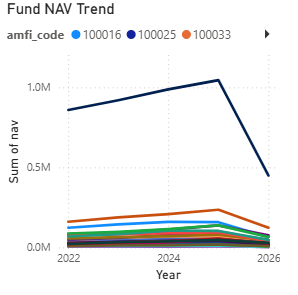 Fund NAV Trend
amfi_code 100016 100025 100033
1.0M
0.5M
0.0M
Sum of nav
2022 2024 2026
Year